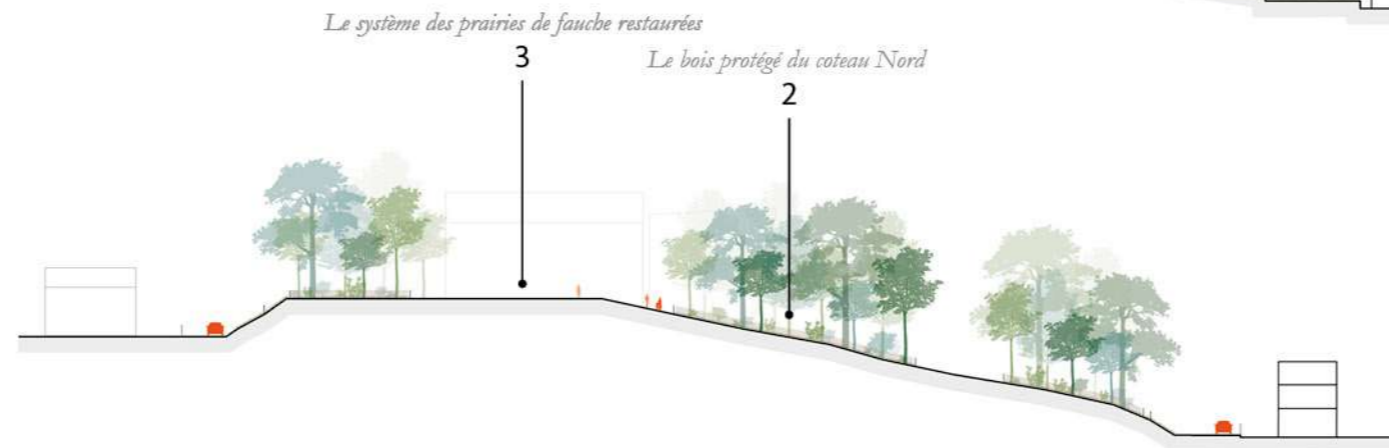 Le système des prairies de fauche restaurées
3
Le bois protégé du coteau Nord
2